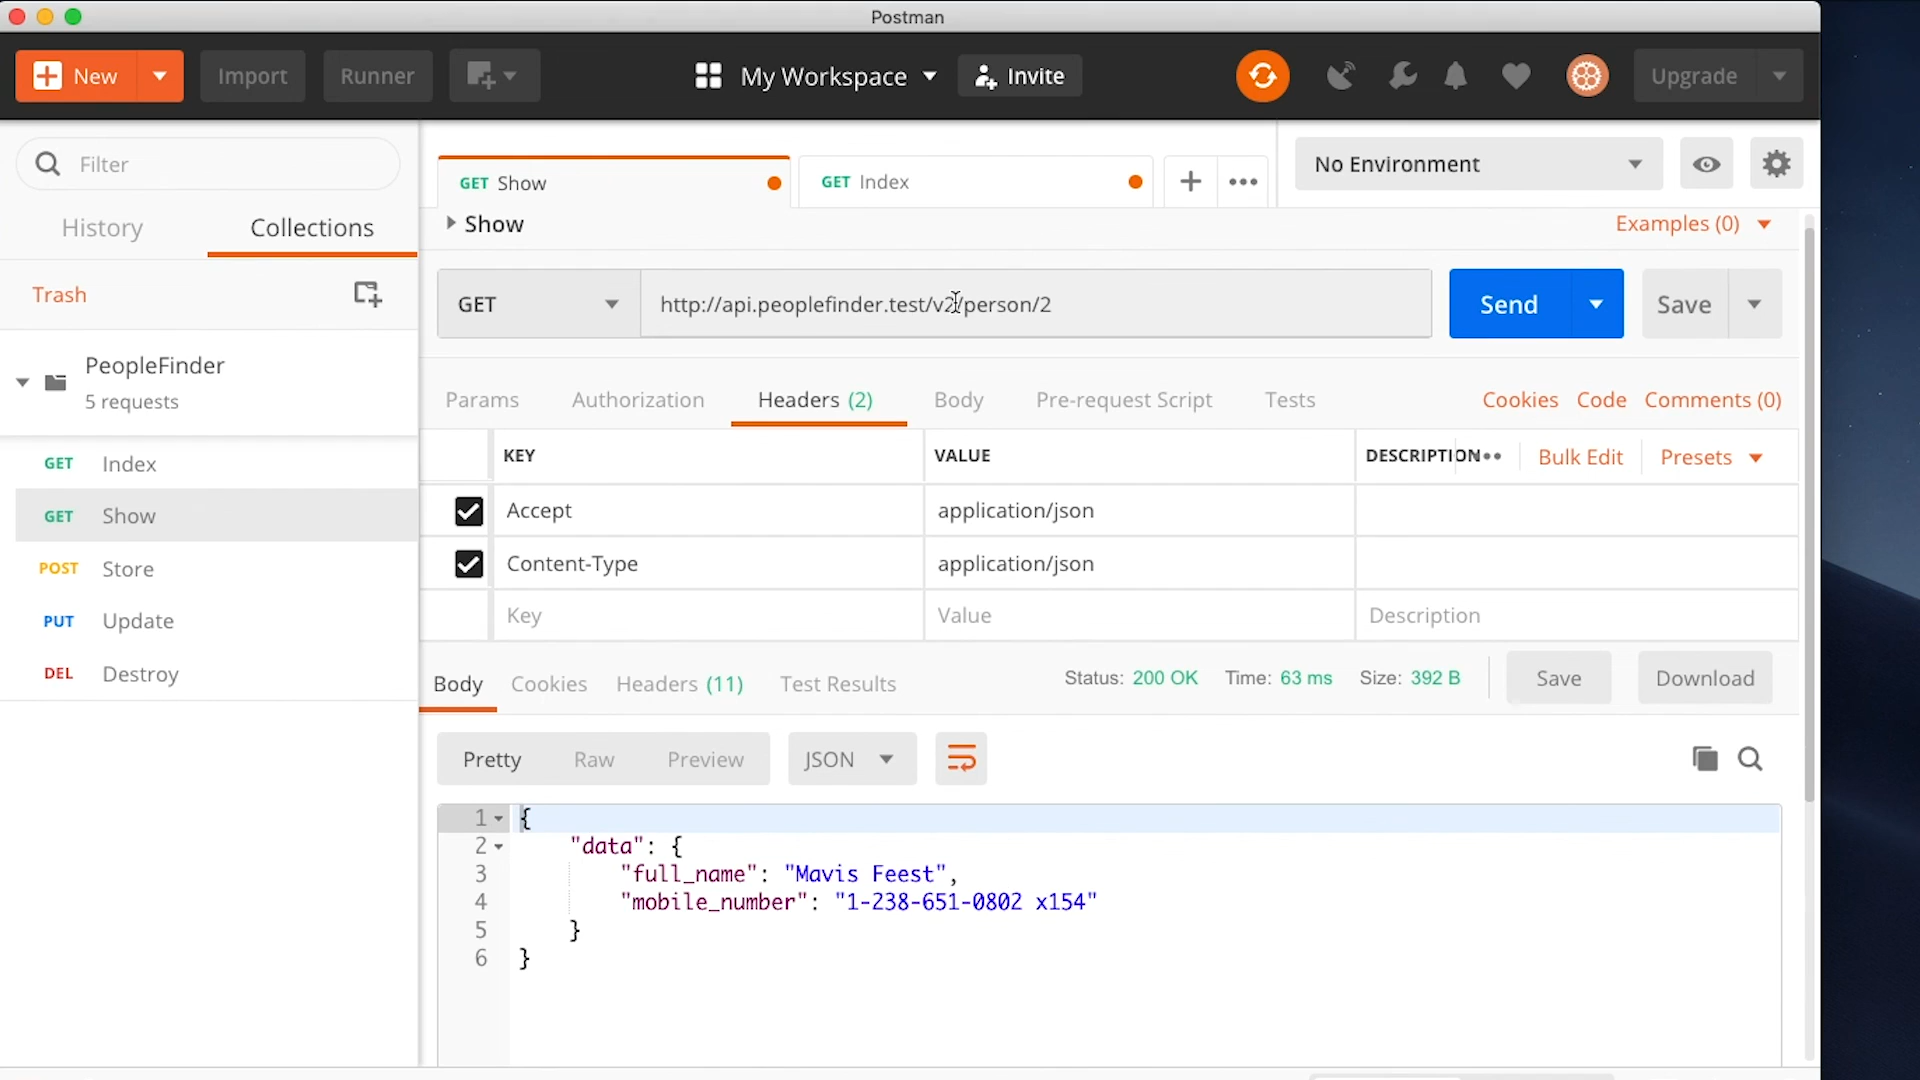 Postman
New
Import
Runner
My Workspace
Invite
Upgrade
Filter
History
Collections
Trash
PeopleFinder
5 requests
GET Index
GET Show
POST Store
PUT Update
DEL Destroy
GET Show
GET Index
No Environment
Show
Examples (0)
GET
http://api.peoplefinder.test/v2/person/2
Send
Save
Params
Authorization
Headers (2)
Body
Pre-request Script
Tests
Cookies
Code
Comments (0)
KEY
VALUE
DESCRIPTION
Bulk Edit
Presets
Accept
application/json
Content-Type
application/json
Key
Value
Description
Body
Cookies
Headers (11)
Test Results
Status: 200 OK
Time: 63 ms
Size: 392 B
Save
Download
Pretty
Raw
Preview
JSON
1 {
2 "data": {
3 "full_name": "Mavis Feest",
4 "mobile_number": "1-238-651-0802 x154"
5 }
6 }